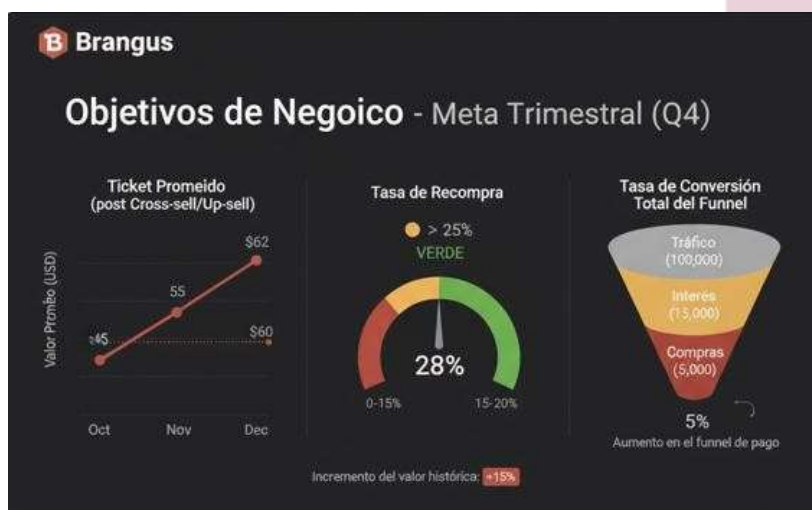 Brangus
Objetivos de Negoico - Meta Trimestral (Q4)
Ticket Promeido
(post Cross-sell/Up-sell)
Valor (USD)
$62
55
45
$60
Oct
Nov
Dec
Tasa de Recompra
> 25%
VERDE
28%
0-15%
15-20%
Tasa de Conversión
Total del Funnel
Tráfico
(100,000)
Interés
(15,000)
Compras
(5,000)
5%
Aumento en el funnel de pago
Incremento del valor histórica: +15%